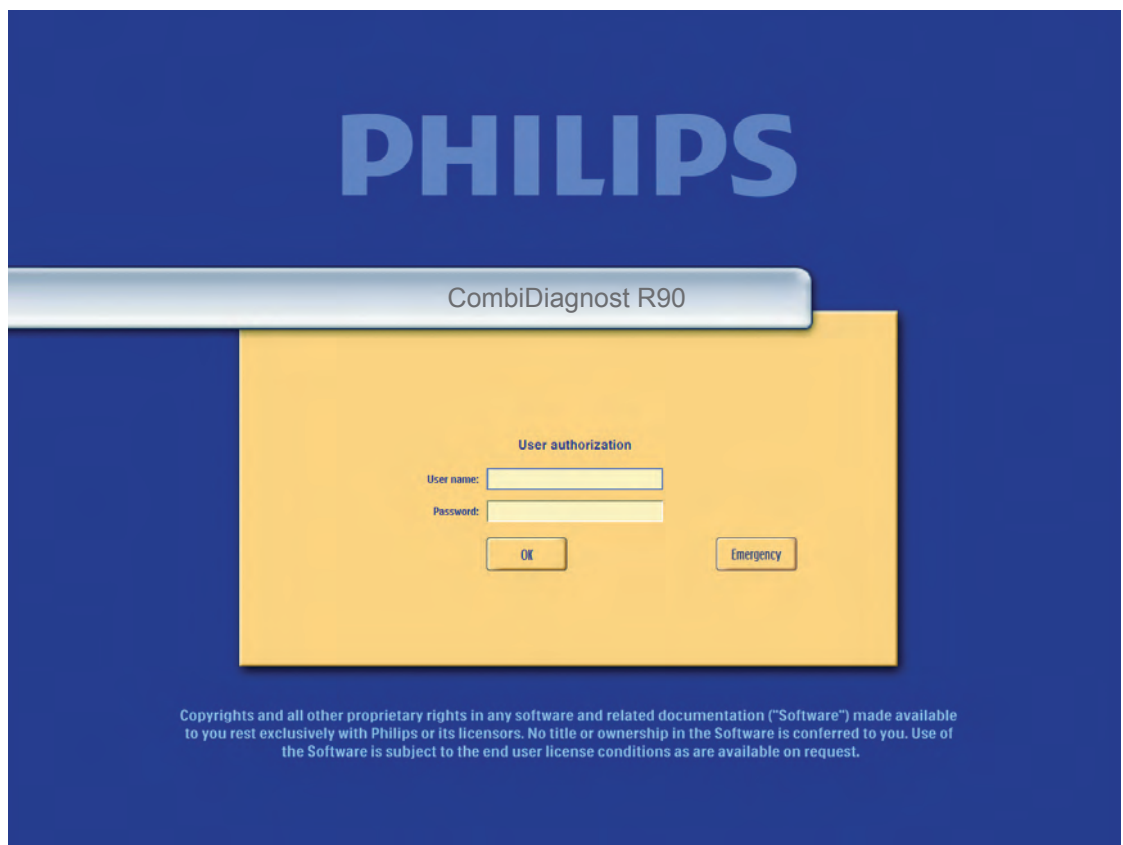 PHILIPS
CombiDiagnost R90
User authorization
User name:
Password:
OK
Emergency
Copyrights and all other proprietary rights in any software and related documentation ("Software") made available
to you rest exclusively with Philips or its licensors. No title or ownership in the Software is conferred to you. Use of
the Software is subject to the end user license conditions as are available on request.